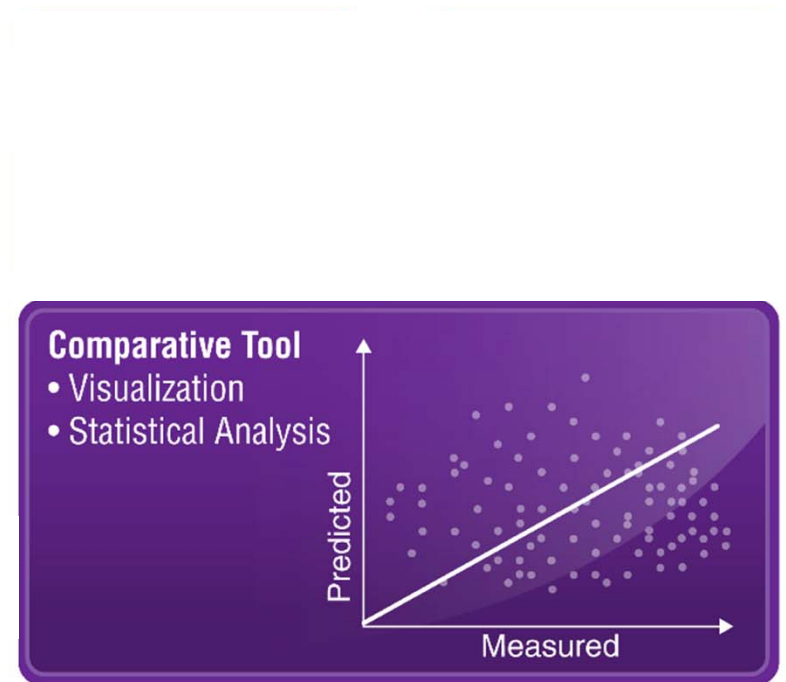 Comparative Tool
• Visualization
• Statistical Analysis
Predicted
Measured